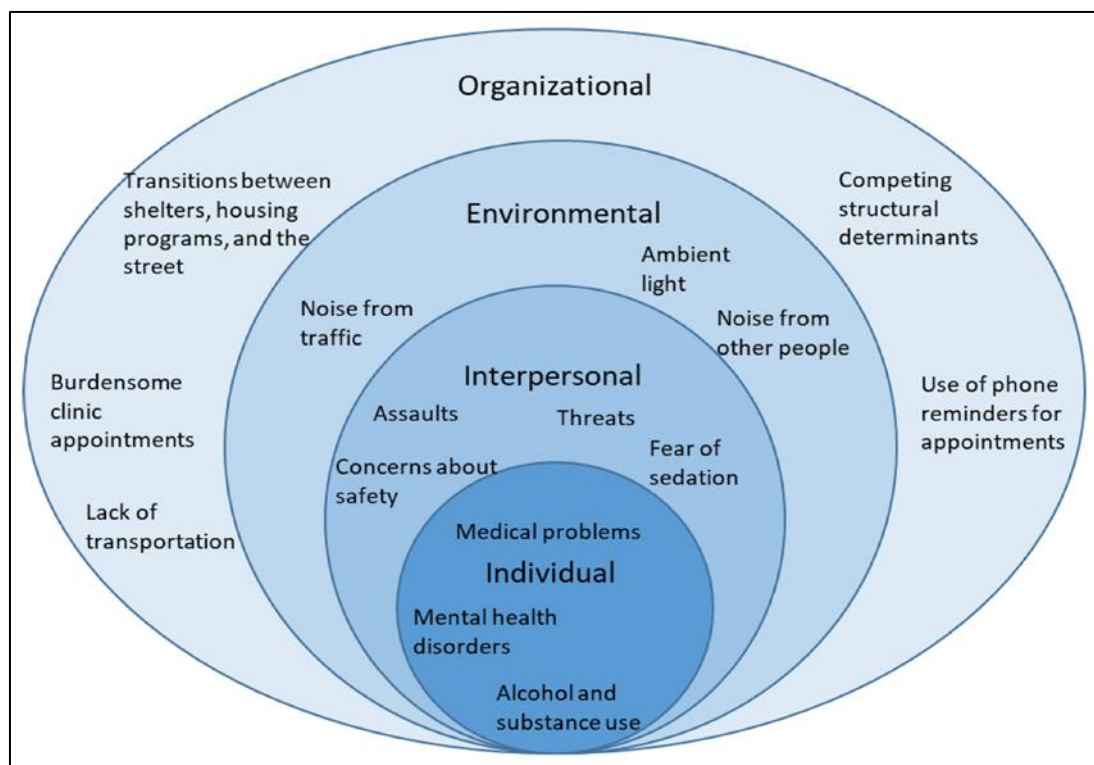 Organizational
Transitions between
shelters, housing
programs, and the
street
Competing
structural
determinants
Burdensome
clinic
appointments
Use of phone
reminders for
appointments
Lack of
transportation
Environmental
Ambient
light
Noise from
traffic
Noise from
other people
Interpersonal
Assaults
Threats
Concerns about
safety
Fear of
sedation
Medical problems
Individual
Mental health
disorders
Alcohol and
substance use